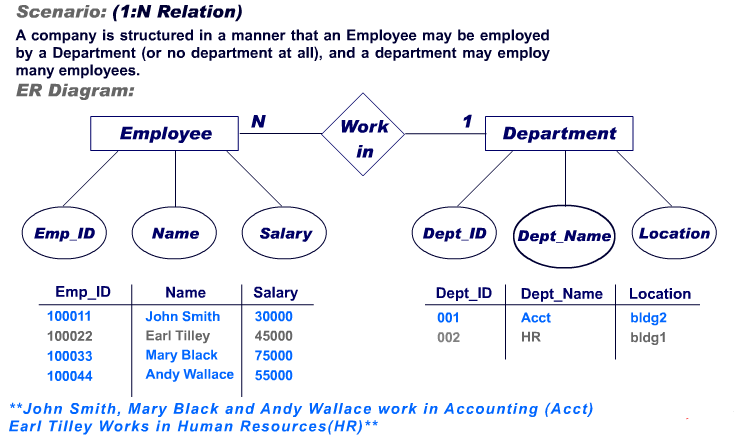 Scenario: (1:N Relation)
A company is structured in a manner that an Employee may be employed
by a Department (or no department at all), and a department may employ
many employees.
ER Diagram:
Employee N Work in 1 Department
Emp_ID Name Salary Dept_ID Dept_Name Location
Emp_ID Name Salary Dept_ID Dept_Name Location
100011 John Smith 30000 001 Acct bldg2
100022 Earl Tilley 45000 002 HR bldg1
100033 Mary Black 75000
100044 Andy Wallace 55000
**John Smith, Mary Black and Andy Wallace work in Accounting (Acct)
Earl Tilley Works in Human Resources(HR)**